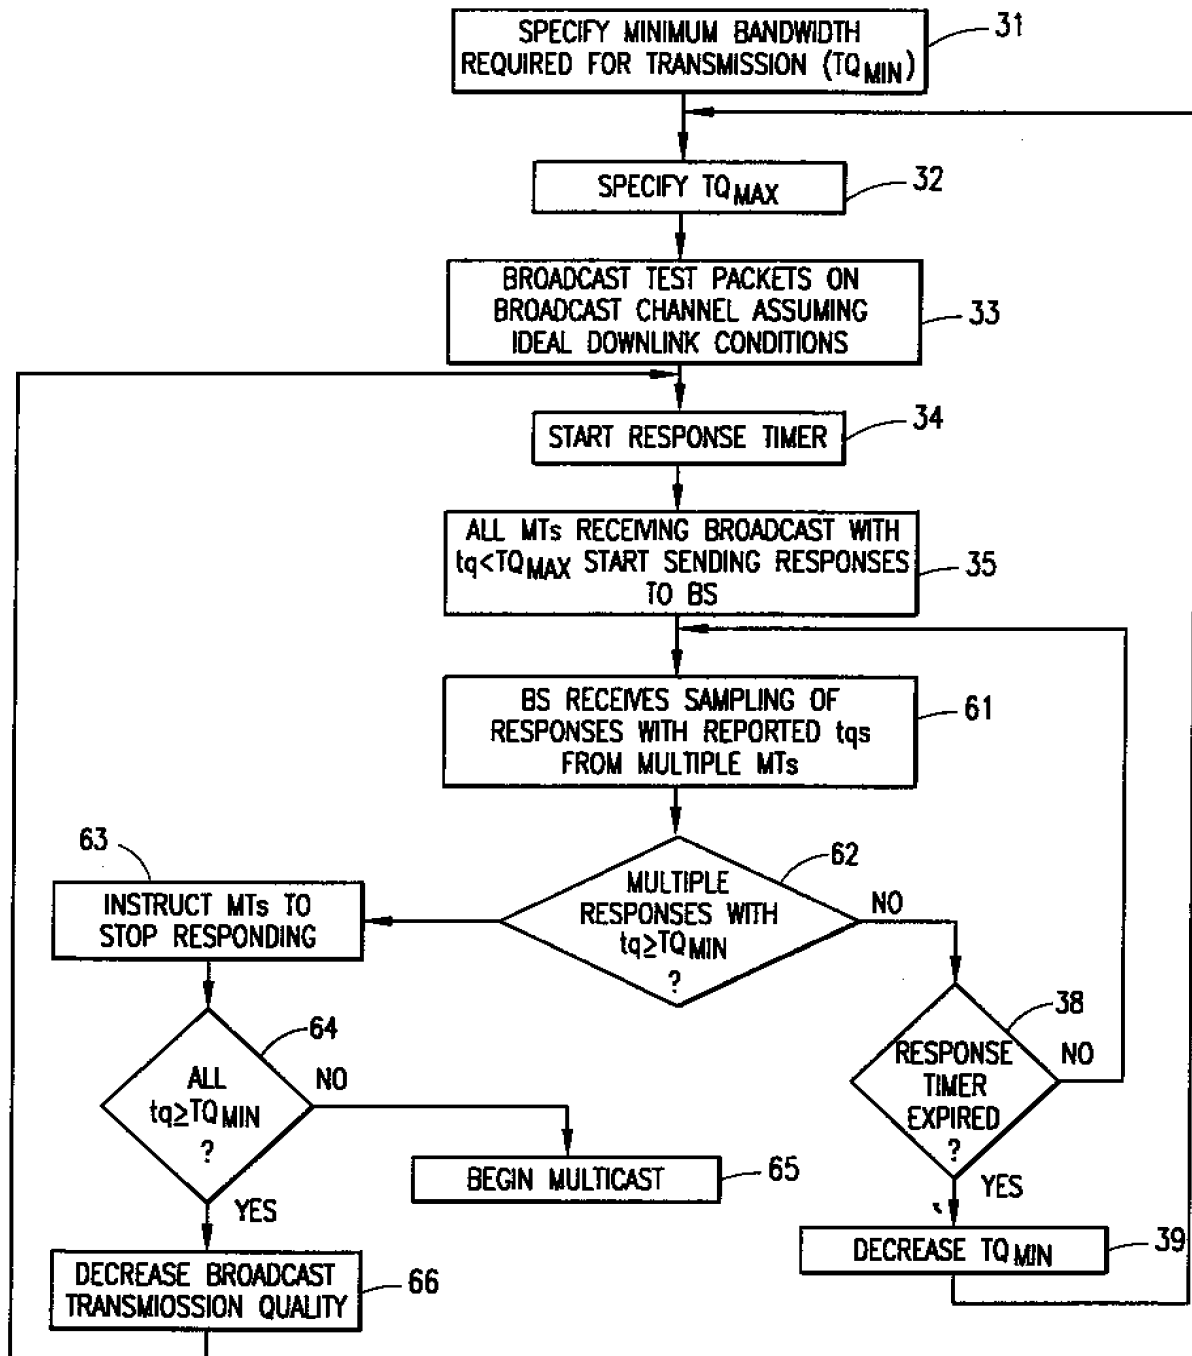 SPECIFY MINIMUM BANDWIDTH
REQUIRED FOR TRANSMISSION (TQMIN)
31
SPECIFY TQMAX
32
BROADCAST TEST PACKETS ON
BROADCAST CHANNEL ASSUMING
IDEAL DOWNLINK CONDITIONS
33
START RESPONSE TIMER
34
ALL MTs RECEIVING BROADCAST WITH
tq<TQMAX START SENDING RESPONSES
TO BS
35
BS RECEIVES SAMPLING OF
RESPONSES WITH REPORTED tqs
FROM MULTIPLE MTs
61
63
INSTRUCT MTs TO
STOP RESPONDING
62
MULTIPLE
RESPONSES WITH
tq≥TQMIN
?
NO
38
RESPONSE
TIMER
EXPIRED
?
NO
YES
64
ALL
tq≥TQMIN
?
NO
YES
BEGIN MULTICAST
65
DECREASE TQMIN
39
DECREASE BROADCAST
TRANSMIOSSION QUALITY
66